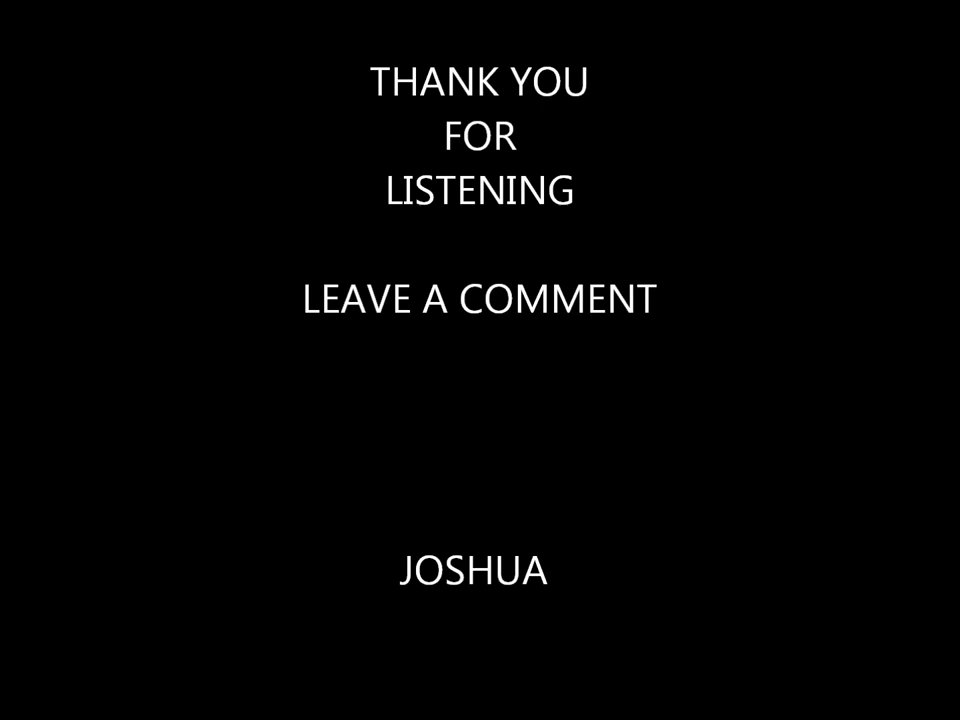 THANK YOU
FOR
LISTENING
LEAVE A COMMENT
JOSHUA